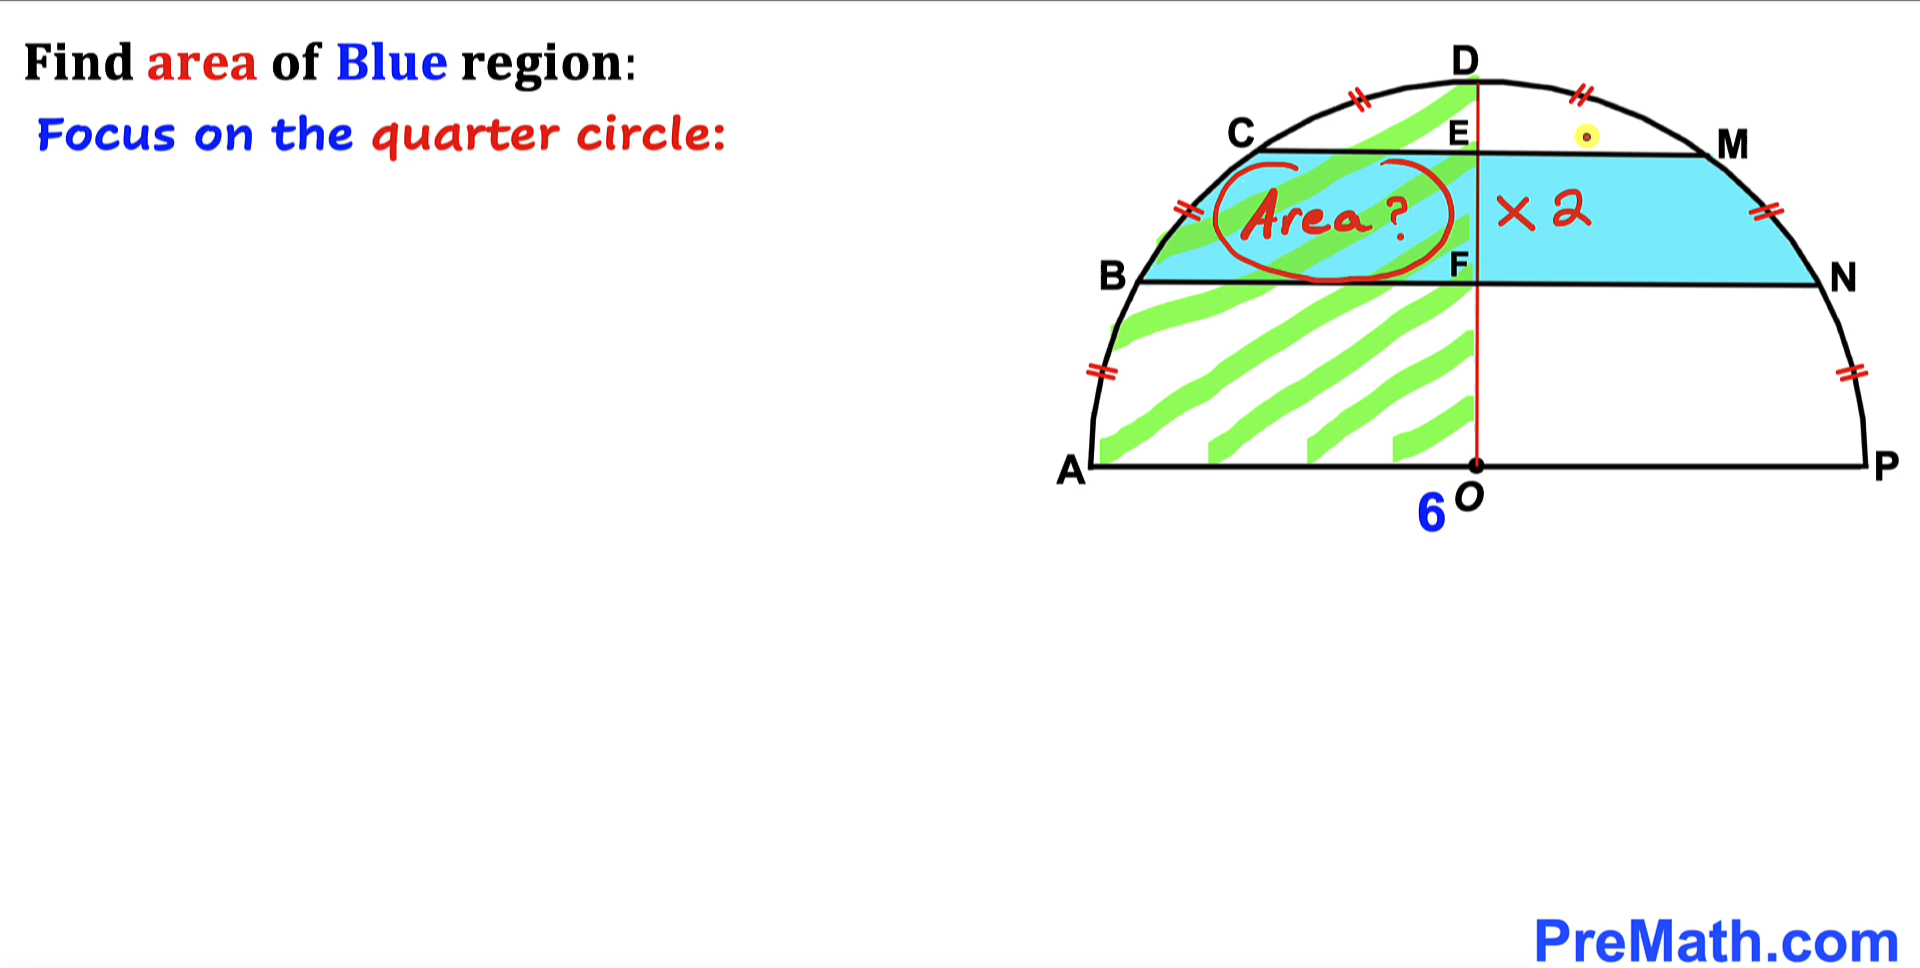 Find area of Blue region:
Focus on the quarter circle:
D
C
E
M
Area?
× 2
B
F
N
A
P
6
O
PreMath.com